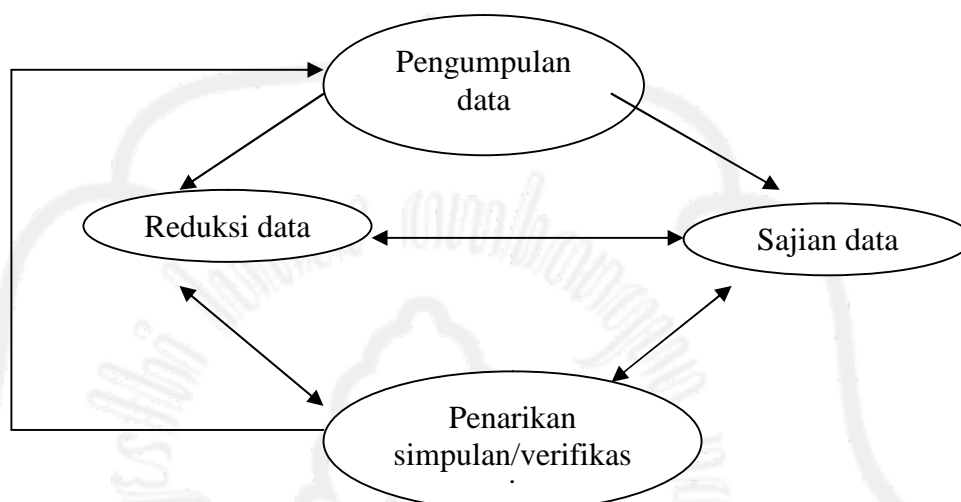 Pengumpulan
data
Reduksi data
Sajian data
Penarikan
simpulan/verifikas